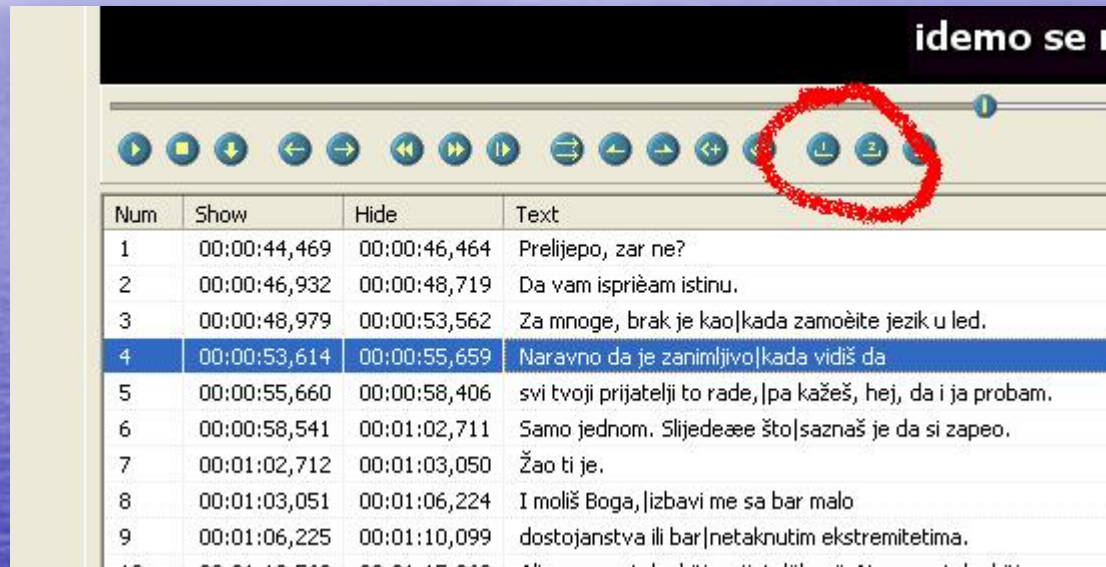 idemo se
1 2
Num Show Hide Text
1 00:00:44,469 00:00:46,464 Prelijepo, zar ne?
2 00:00:46,932 00:00:48,719 Da vam isprièam istinu.
3 00:00:48,979 00:00:53,562 Za mnoge, brak je kao|kada zamoèite jezik u led.
4 00:00:53,614 00:00:55,659 Naravno da je zanimljivo|kada vidiš da
5 00:00:55,660 00:00:58,406 svi tvoji prijatelji to rade,|pa kažeš, hej, da i ja probam.
6 00:00:58,541 00:01:02,711 Samo jednom. Slijedeæe što|saznaš je da si zapeo.
7 00:01:02,712 00:01:03,050 Žao ti je.
8 00:01:03,051 00:01:06,224 I moliš Boga,|izbavi me sa bar malo
9 00:01:06,225 00:01:10,099 dostojanstva ili bar|netaknutim ekstremitetima.